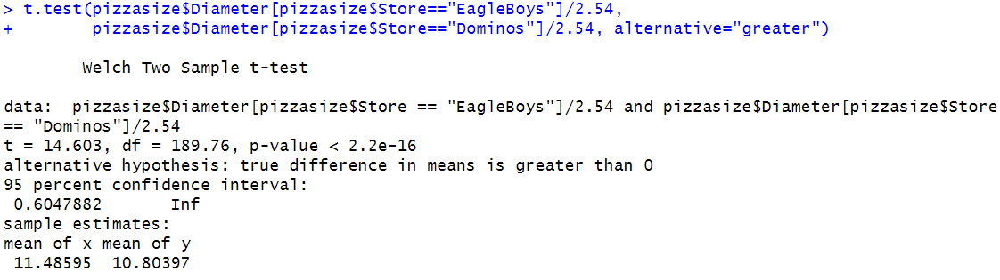 > t.test(pizzasize$Diameter[pizzasize$Store=="EagleBoys"]/2.54,
+        pizzasize$Diameter[pizzasize$Store=="Dominos"]/2.54, alternative="greater")
        Welch Two Sample t-test
data:  pizzasize$Diameter[pizzasize$Store == "EagleBoys"]/2.54 and pizzasize$Diameter[pizzasize$Store
== "Dominos"]/2.54
t = 14.603, df = 189.76, p-value < 2.2e-16
alternative hypothesis: true difference in means is greater than 0
95 percent confidence interval:
 0.6047882       Inf
sample estimates:
mean of x mean of y
 11.48595  10.80397